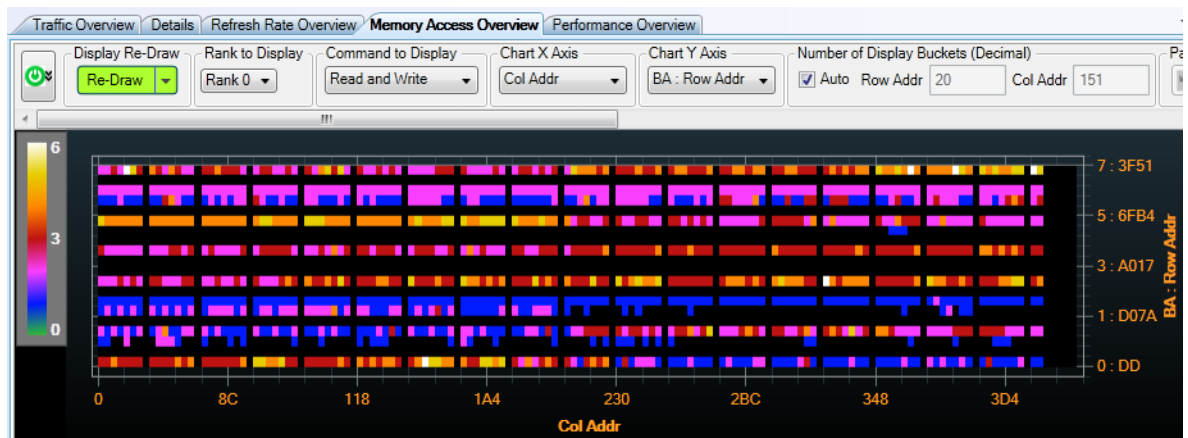 Traffic Overview Details Refresh Rate Overview Memory Access Overview Performance Overview
Display Re-Draw Rank to Display Command to Display Chart X Axis Chart Y Axis Number of Display Buckets (Decimal)
Re-Draw Rank 0 Read and Write Col Addr BA : Row Addr Auto Row Addr 20 Col Addr 151
6
3
0
7 : 3F51
5 : 6FB4
3 : A017
1 : D07A
0 : DD
BA : Row Addr
0 8C 118 1A4 230 2BC 348 3D4
Col Addr